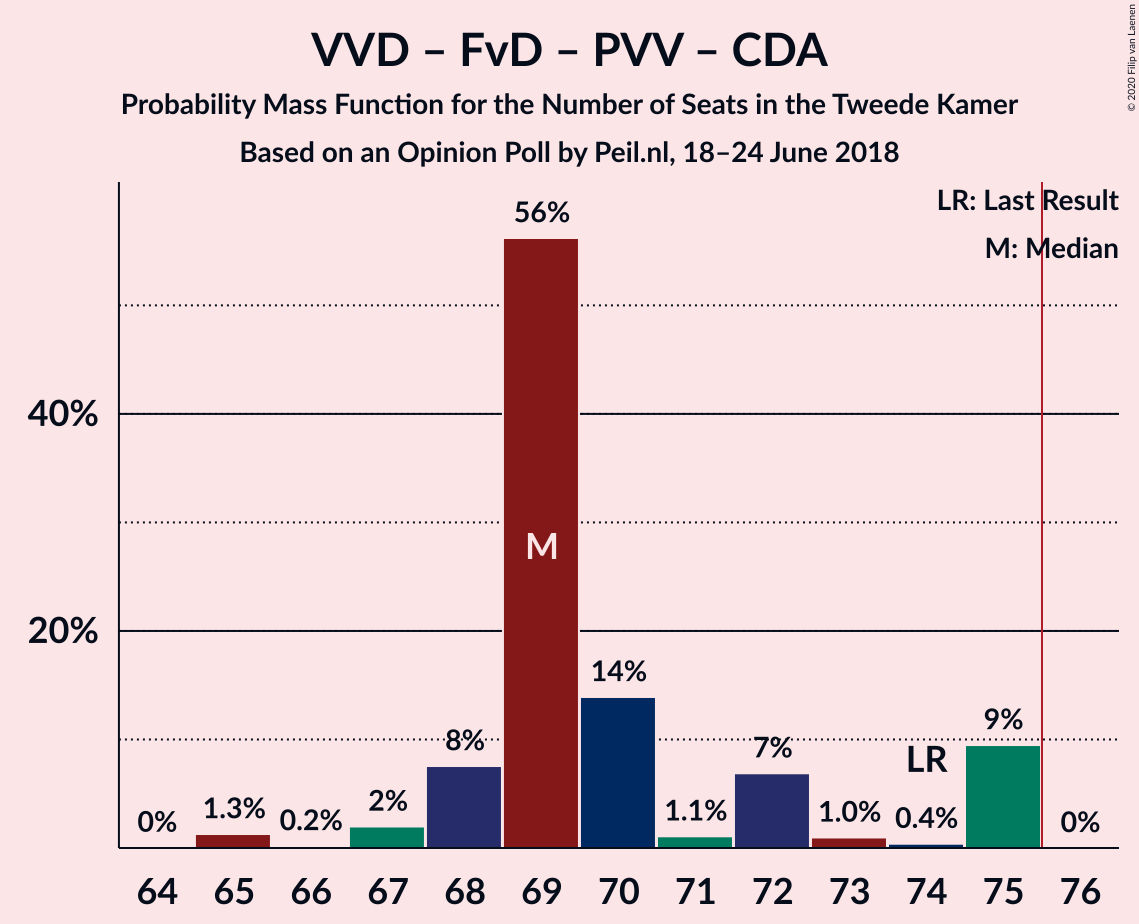 VVD – FvD – PVV – CDA
Probability Mass Function for the Number of Seats in the Tweede Kamer
Based on an Opinion Poll by Peil.nl, 18–24 June 2018
© 2020 Filip van Laenen
LR: Last Result
M: Median
40%
20%
0%
1.3%
0.2%
2%
8%
56%
M
14%
1.1%
7%
1.0%
LR
0.4%
9%
0%
64 65 66 67 68 69 70 71 72 73 74 75 76